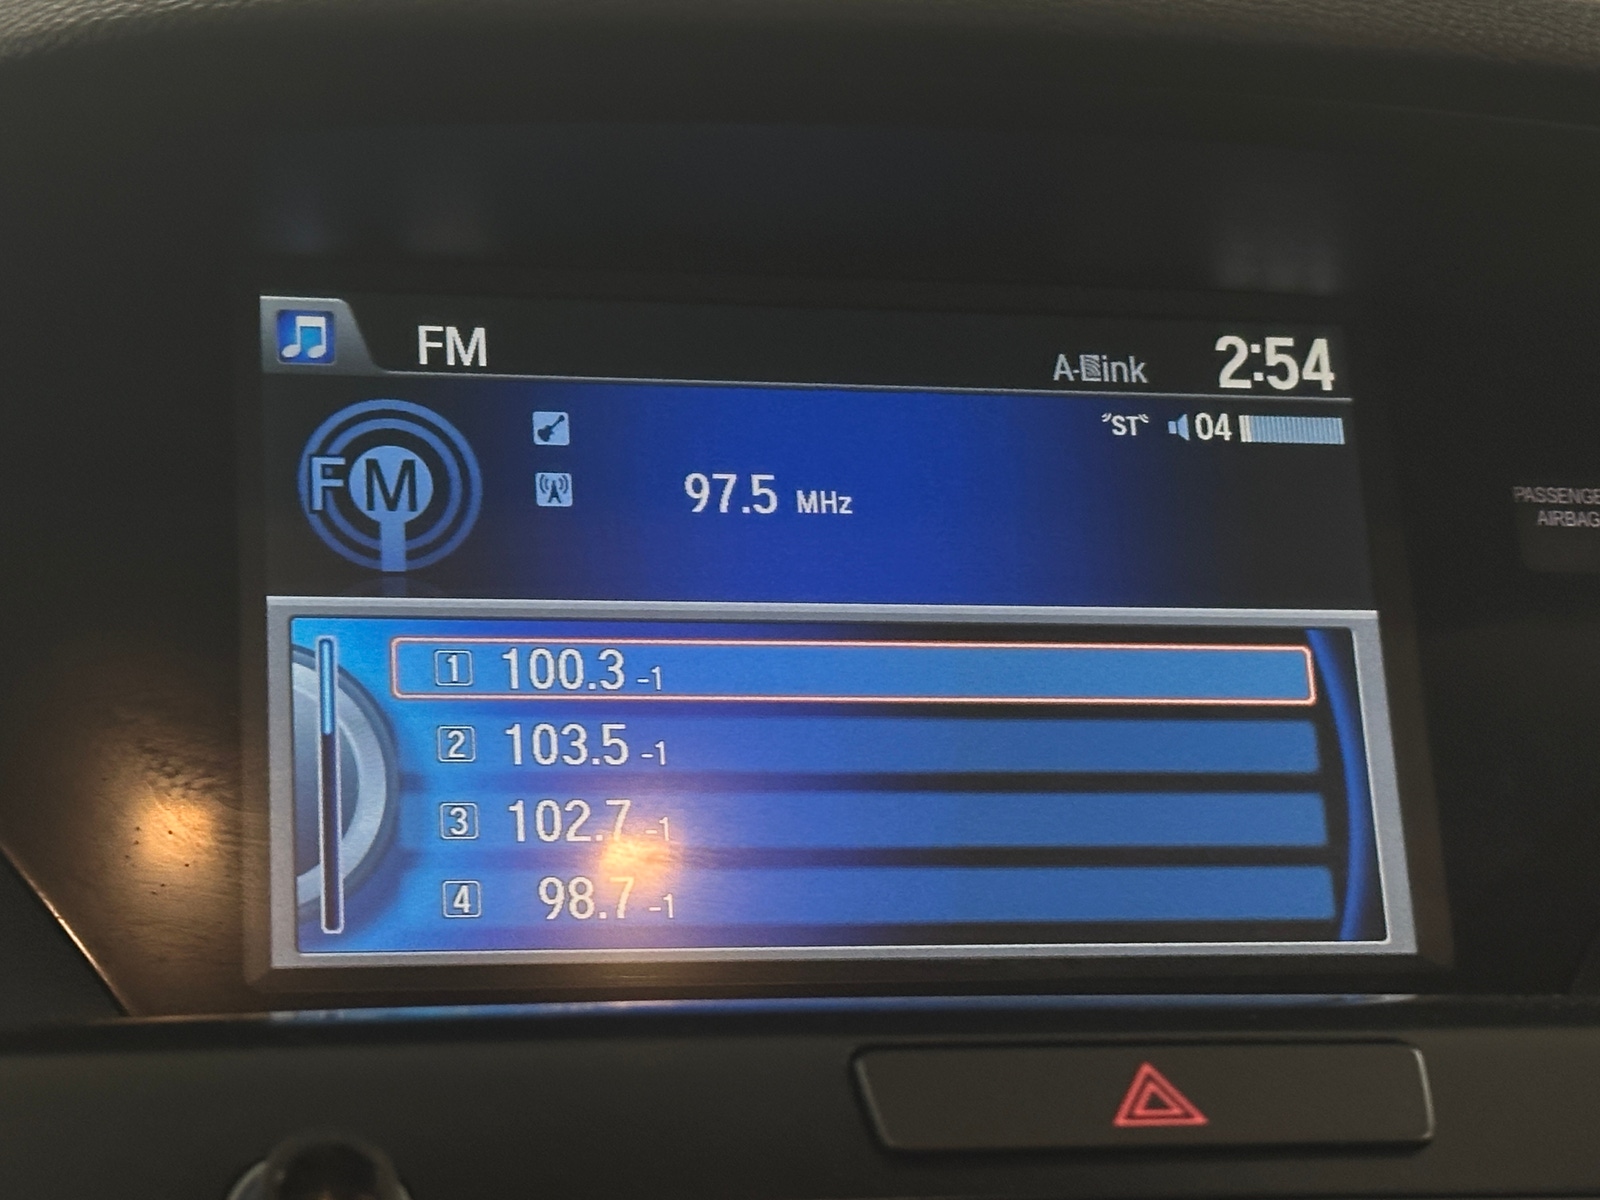 FM
A-Link
2:54
"ST" 04
FM
97.5 MHz
1 100.3 -1
2 103.5 -1
3 102.7 -1
4 98.7 -1
PASSENGE
AIRBAG